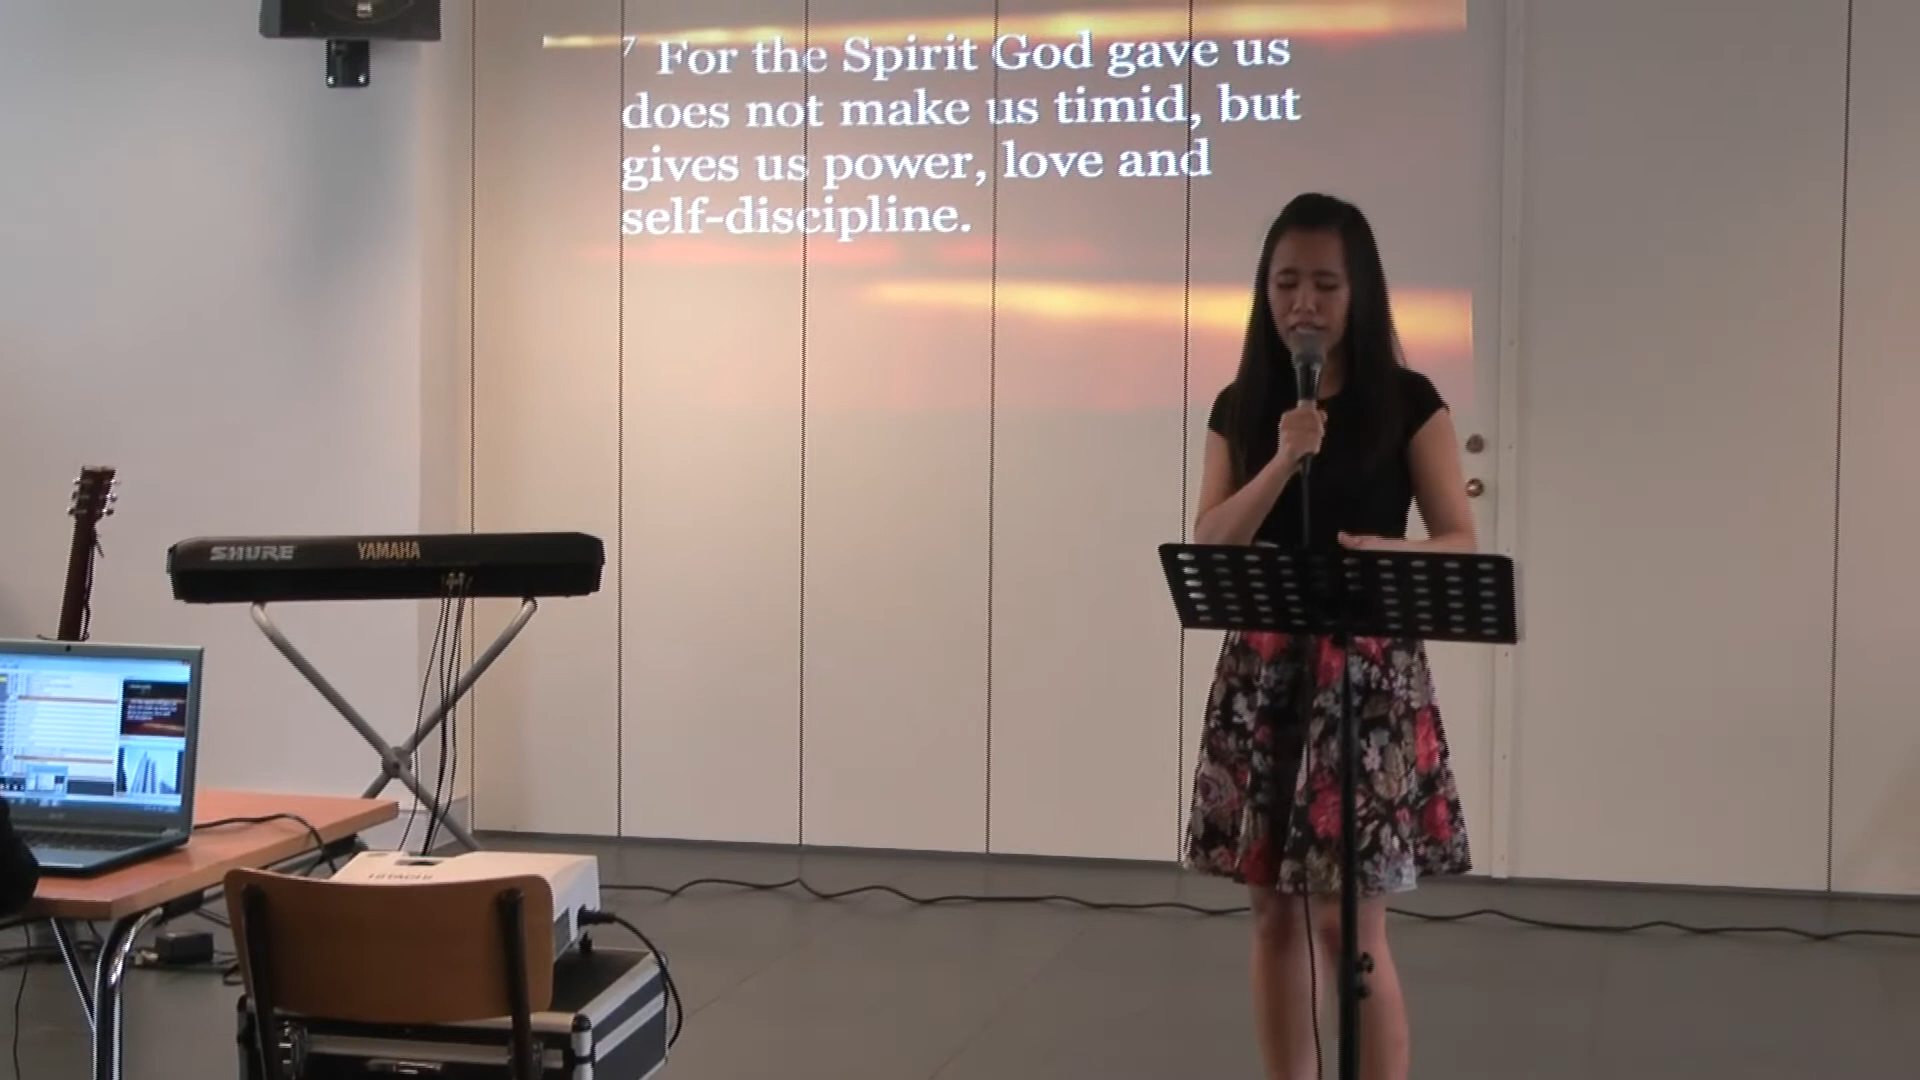 7 For the Spirit God gave us
does not make us timid, but
gives us power, love and
self-discipline.
SHURE YAMAHA
HITACHI